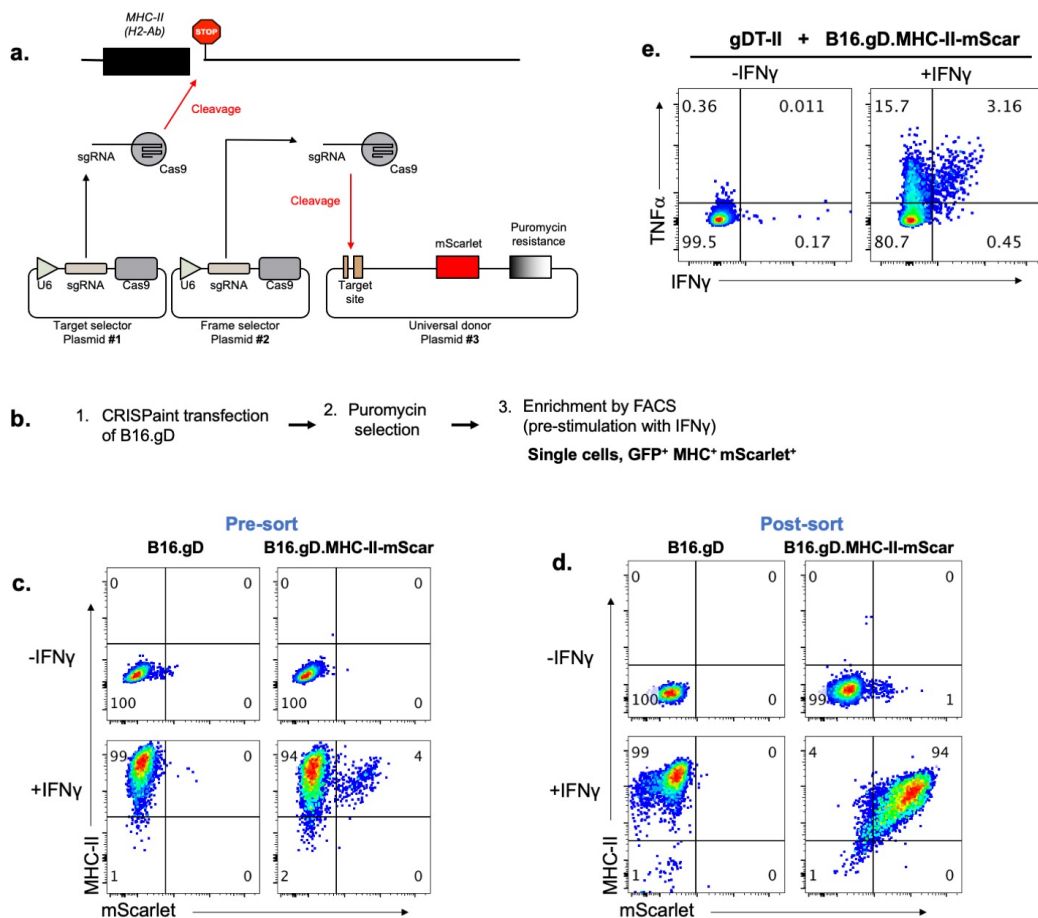 a.
MHC-II
(H2-Ab)
STOP
Cleavage
sgRNA
Cas9
sgRNA
Cas9
Cleavage
U6
sgRNA
Cas9
U6
sgRNA
Cas9
Target
site
mScarlet
Puromycin
resistance
Target selector
Plasmid #1
Frame selector
Plasmid #2
Universal donor
Plasmid #3
e.
gDT-II + B16.gD.MHC-II-mScar
-IFNγ
+IFNγ
0.36
0.011
99.5
0.17
15.7
3.16
80.7
0.45
TNFα
IFNγ
b.
1. CRISPaint transfection
of B16.gD
2. Puromycin
selection
3. Enrichment by FACS
(pre-stimulation with IFNγ)
Single cells, GFP⁺ MHC⁺ mScarlet⁺
Pre-sort
c.
B16.gD
B16.gD.MHC-II-mScar
-IFNγ
0
0
100
0
0
0
100
0
+IFNγ
99
0
1
0
94
4
2
0
MHC-II
mScarlet
Post-sort
d.
B16.gD
B16.gD.MHC-II-mScar
-IFNγ
0
0
100
0
0
0
99
1
+IFNγ
99
0
1
0
4
94
1
0
MHC-II
mScarlet